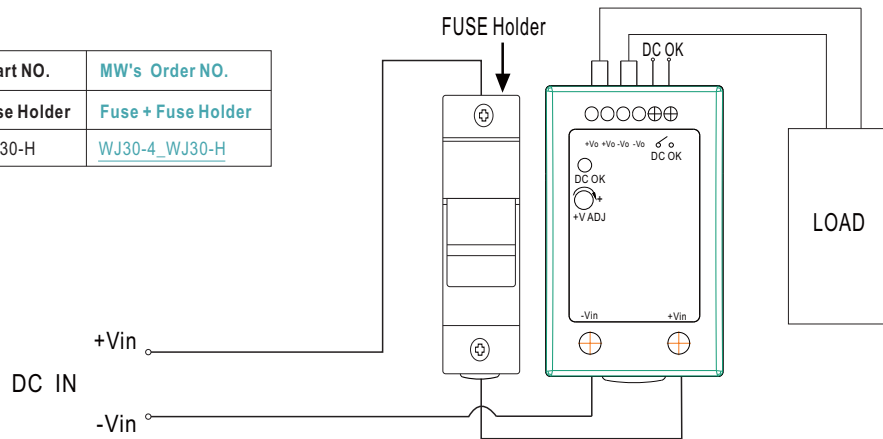 FUSE Holder
DC OK
art NO.
MW's Order NO.
se Holder
Fuse + Fuse Holder
30-H
WJ30-4_WJ30-H
+Vo +Vo -Vo -Vo
DC OK
DC OK
+
+V ADJ
LOAD
-Vin
+Vin
+Vin
DC IN
-Vin